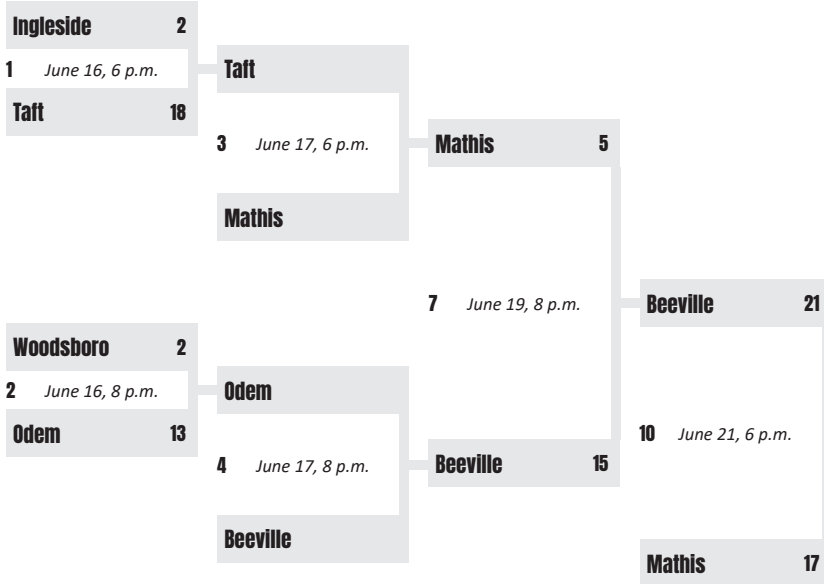 Ingleside 2
1 June 16, 6 p.m.
Taft 18
Taft
3 June 17, 6 p.m.
Mathis
Mathis 5
7 June 19, 8 p.m.
Woodsboro 2
2 June 16, 8 p.m.
Odem 13
Odem
4 June 17, 8 p.m.
Beeville
Beeville 15
Beeville 21
10 June 21, 6 p.m.
Mathis 17